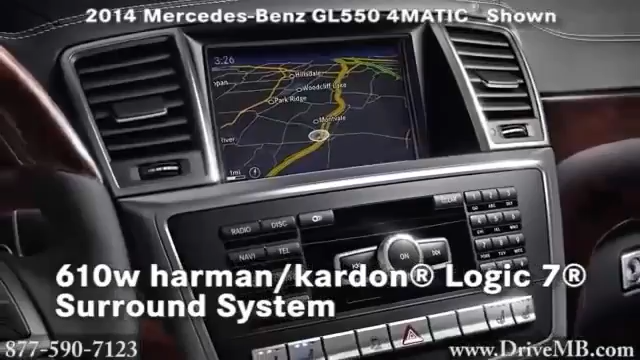 2014 Mercedes-Benz GL550 4MATIC® Shown
3:26
Hillsdale
Woodcliff Lake
Park Ridge
Montvale
1mi
RADIO
DISC
NAVI
TEL
ON
610w harman/kardon® Logic 7®
Surround System
877-590-7123
www.DriveMB.com